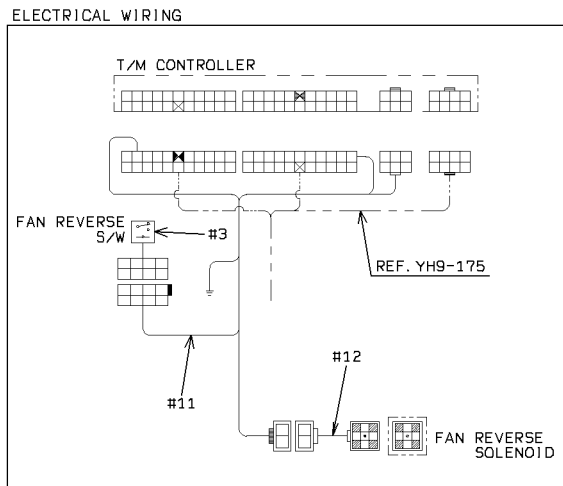 ELECTRICAL WIRING
T/M CONTROLLER
FAN REVERSE
S/W
#3
REF. YH9-175
#11
#12
FAN REVERSE
SOLENOID